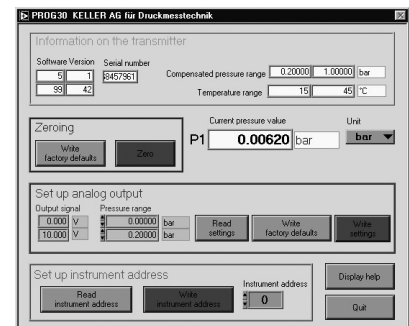 PROG30 KELLER AG für Druckmesstechnik
Information on the transmitter
Software Version Serial number
5 1 8457961
99 42
Compensated pressure range 0.20000 1.00000 bar
Temperature range 15 45 °C
Zeroing
Write
factory defaults
Zero
Current pressure value Unit
P1 0.00620 bar bar
Set up analog output
Output signal Pressure range
0.000 V 0.00000 bar
10.000 V 0.20000 bar
Read
settings
Write
factory defaults
Write
settings
Set up instrument address
Read
instrument address
Write
instrument address
Instrument address
0
Display help
Quit